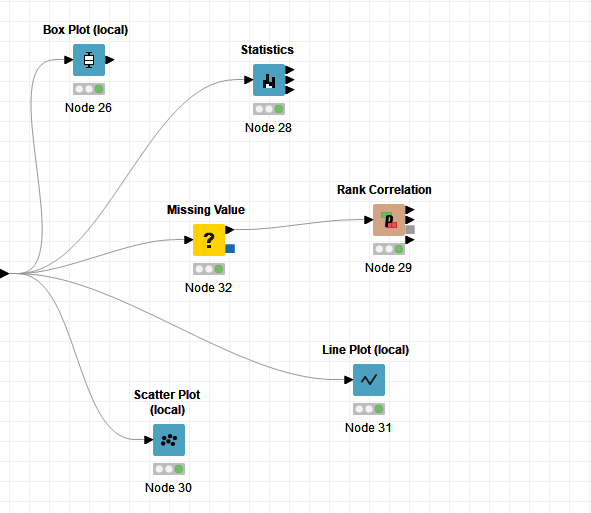 Box Plot (local)
Node 26
Statistics
Node 28
Missing Value
?
Node 32
Rank Correlation
p
Node 29
Line Plot (local)
Node 31
Scatter Plot
(local)
Node 30